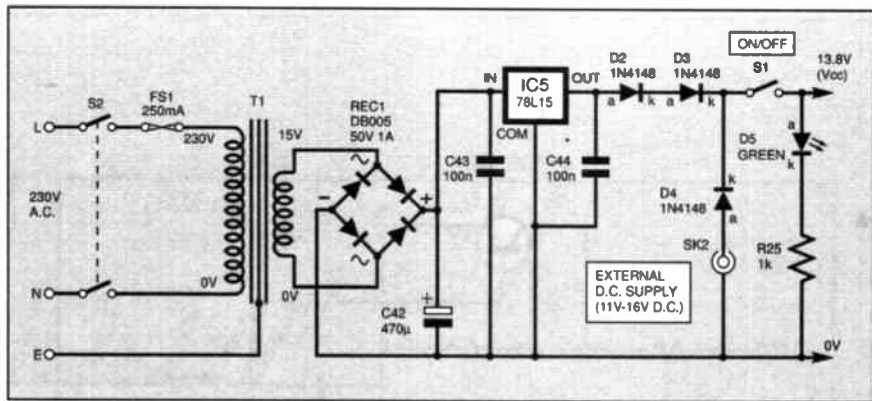 S2
FS1
250mA
T1
L
230V
15V
REC1
DB005
50V 1A
230V
A.C.
N
0V
0V
E
–
+
C42
470µ
+
C43
100n
IN
IC5
78L15
OUT
COM
C44
100n
D2
1N4148
a
k
D3
1N4148
a
k
ON/OFF
S1
13.8V
(Vcc)
a
D5
GREEN
k
k
D4
1N4148
a
SK2
R25
1k
EXTERNAL
D.C. SUPPLY
(11V-16V D.C.)
0V